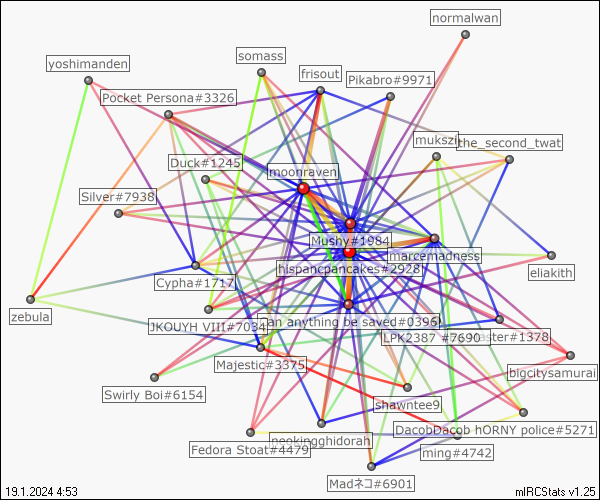 normalwan
somass
yoshimanden
frisout
Pikabro#9971
Pocket Persona#3326
mukszi
the_second_twat
Duck#1245
moonraven
Silver#7938
Mushy#1984
marcemadness
hispancpancakes#2928
eliakith
Cypha#1717
zebula
JKOUYH VIII#7034
an anything be saved#0396
LPK2387 #7690
aster#1378
Majestic#3375
bigcitysamurai
Swirly Boi#6154
shawntee9
DacobDacob hORNY police#5271
neokingghidorah
Fedora Stoat#4479
ming#4742
Madネコ#6901
19.1.2024 4:53
mIRCStats v1.25